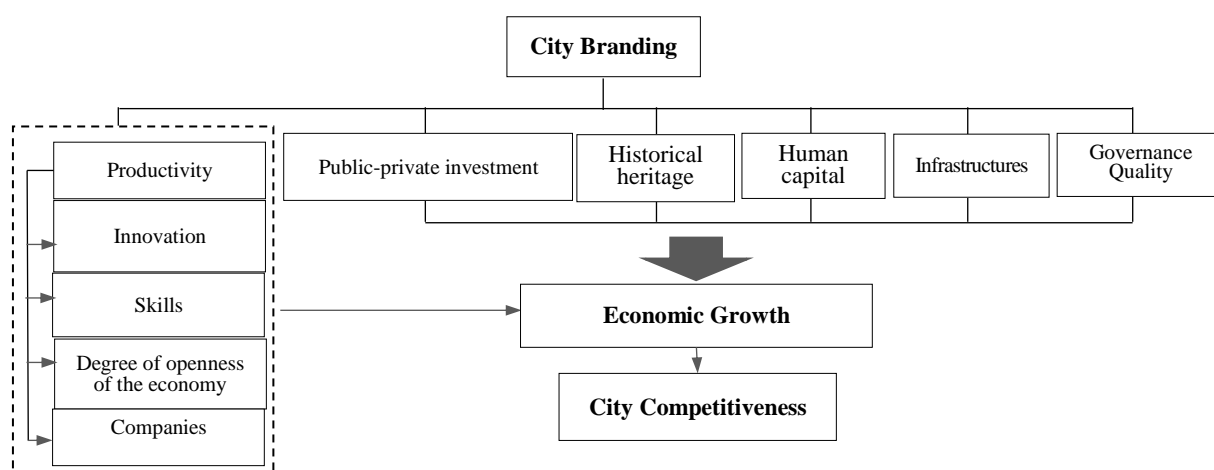 City Branding
Productivity
Innovation
Skills
Degree of openness
of the economy
Companies
Public-private investment
Historical
heritage
Human
capital
Infrastructures
Governance
Quality
Economic Growth
City Competitiveness